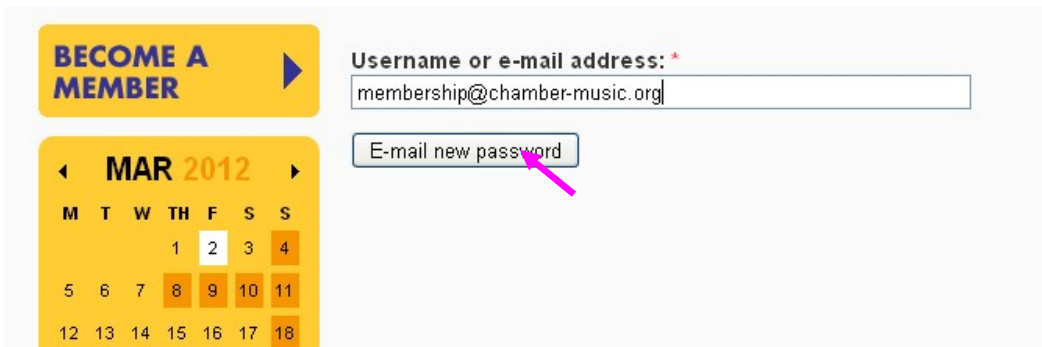 BECOME A
MEMBER
Username or e-mail address: *
membership@chamber-music.org
E-mail new password
MAR 2012
M T W TH F S S
1 2 3 4
5 6 7 8 9 10 11
12 13 14 15 16 17 18